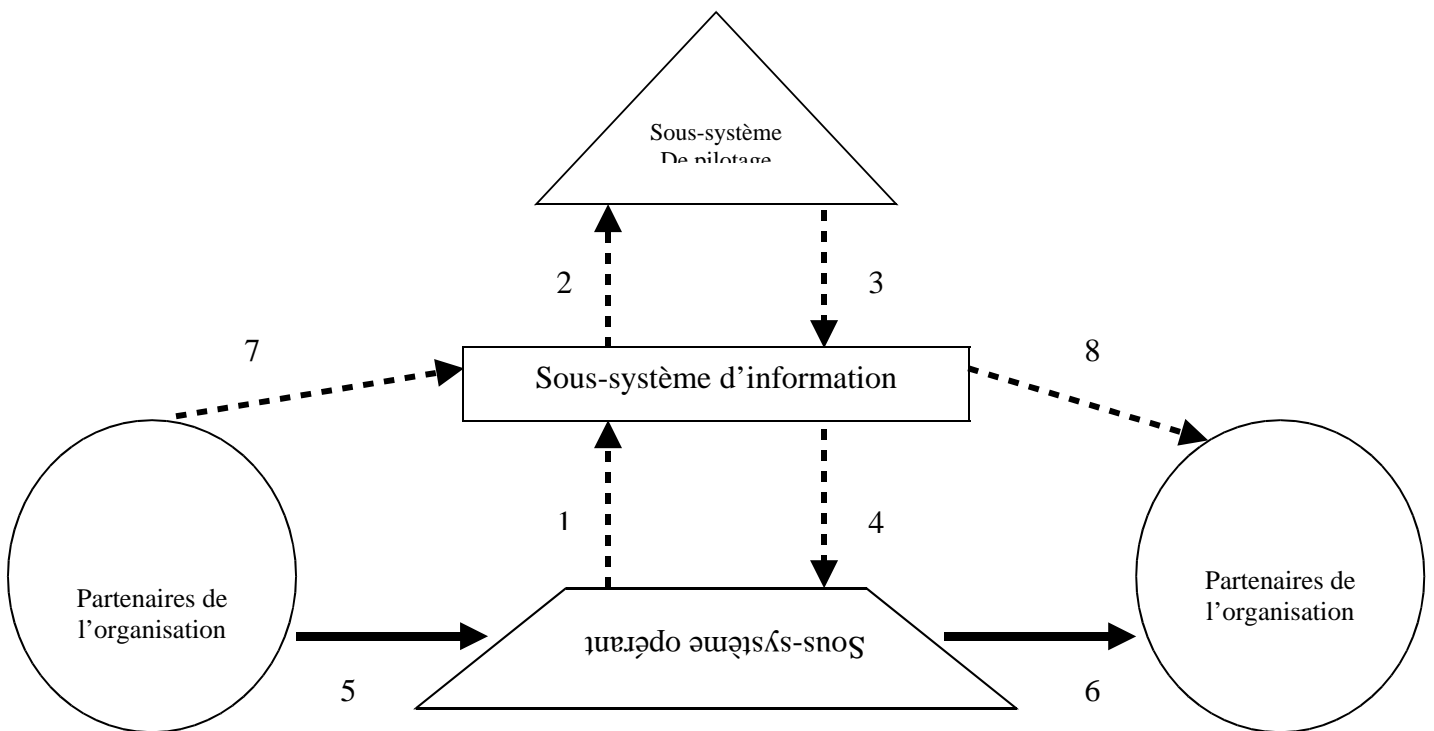 Sous-système
De pilotage
2
3
7
8
Sous-système d’information
1
4
Partenaires de
l’organisation
Partenaires de
l’organisation
Sous-système opérant
5
6